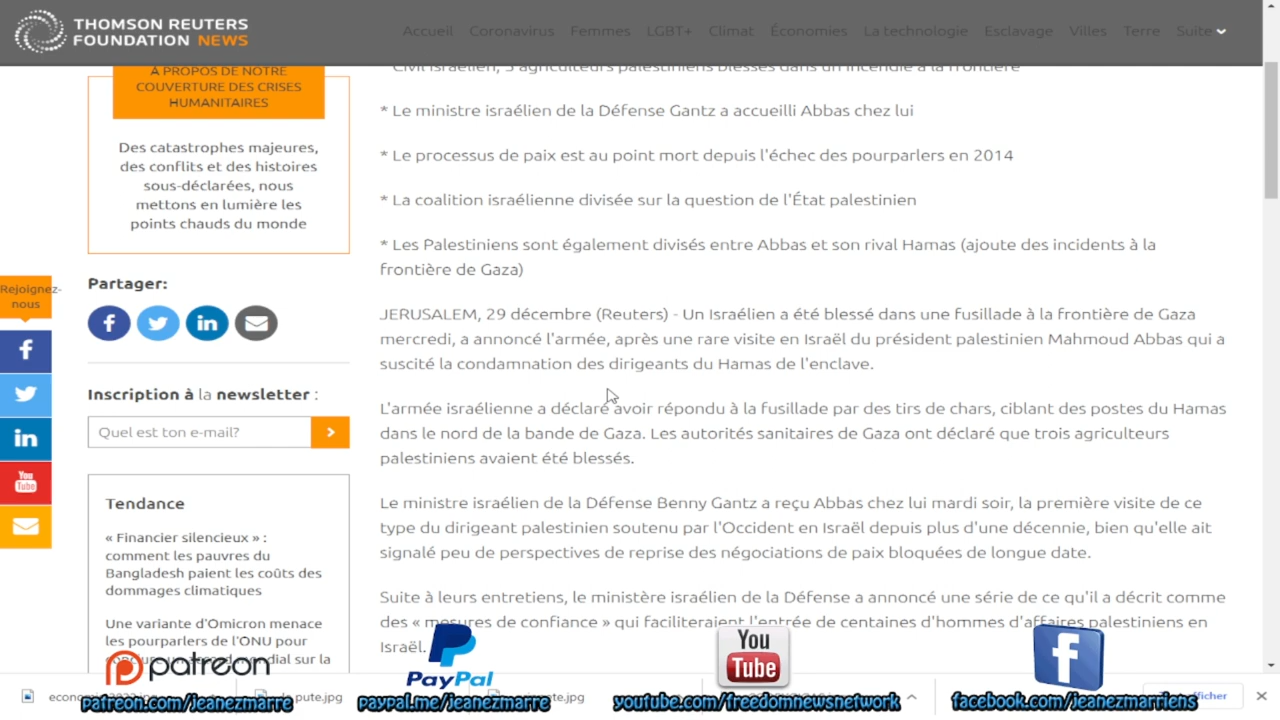 THOMSON REUTERS
FOUNDATION NEWS
Accueil Coronavirus Femmes LGBT+ Climat Économies La technologie Esclavage Villes Terre Suite
À PROPOS DE NOTRE
COUVERTURE DES CRISES
HUMANITAIRES
Des catastrophes majeures,
des conflits et des histoires
sous-déclarées, nous
mettons en lumière les
points chauds du monde
Partager:
Rejoignez-
nous
Inscription à la newsletter :
Quel est ton e-mail?
Tendance
« Financier silencieux » :
comment les pauvres du
Bangladesh paient les coûts des
dommages climatiques
Une variante d'Omicron menace
les pourparlers de l'ONU pour
mondial sur la
Civil israélien, 3 agriculteurs palestiniens blessés dans un incendie à la frontière
* Le ministre israélien de la Défense Gantz a accueilli Abbas chez lui
* Le processus de paix est au point mort depuis l'échec des pourparlers en 2014
* La coalition israélienne divisée sur la question de l'État palestinien
* Les Palestiniens sont également divisés entre Abbas et son rival Hamas (ajoute des incidents à la
frontière de Gaza)
JERUSALEM, 29 décembre (Reuters) - Un Israélien a été blessé dans une fusillade à la frontière de Gaza
mercredi, a annoncé l'armée, après une rare visite en Israël du président palestinien Mahmoud Abbas qui a
suscité la condamnation des dirigeants du Hamas de l'enclave.
L'armée israélienne a déclaré avoir répondu à la fusillade par des tirs de chars, ciblant des postes du Hamas
dans le nord de la bande de Gaza. Les autorités sanitaires de Gaza ont déclaré que trois agriculteurs
palestiniens avaient été blessés.
Le ministre israélien de la Défense Benny Gantz a reçu Abbas chez lui mardi soir, la première visite de ce
type du dirigeant palestinien soutenu par l'Occident en Israël depuis plus d'une décennie, bien qu'elle ait
signalé peu de perspectives de reprise des négociations de paix bloquées de longue date.
Suite à leurs entretiens, le ministère israélien de la Défense a annoncé une série de ce qu'il a décrit comme
des « mesures de confiance » qui faciliteraient l'entrée de centaines d'hommes d'affaires palestiniens en
Israël.
patreon
PayPal
You
Tube
patreon.com/jeanezmarre
paypal.me/jeanezmarre
youtube.com/freedomnewsnetwork
facebook.com/jeanezmarriens